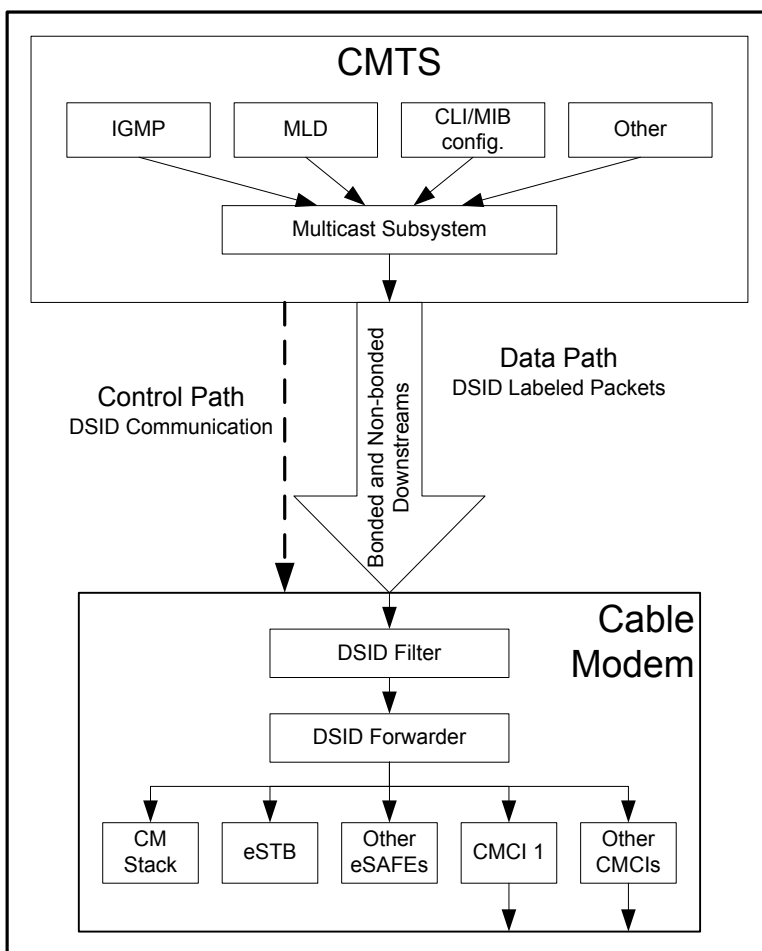 CMTS
IGMP
MLD
CLI/MIB
config.
Other
Multicast Subsystem
Control Path
DSID Communication
Bonded and Non-bonded
Downstreams
Data Path
DSID Labeled Packets
Cable
Modem
DSID Filter
DSID Forwarder
CM
Stack
eSTB
Other
eSAFEs
CMCI 1
Other
CMCIs